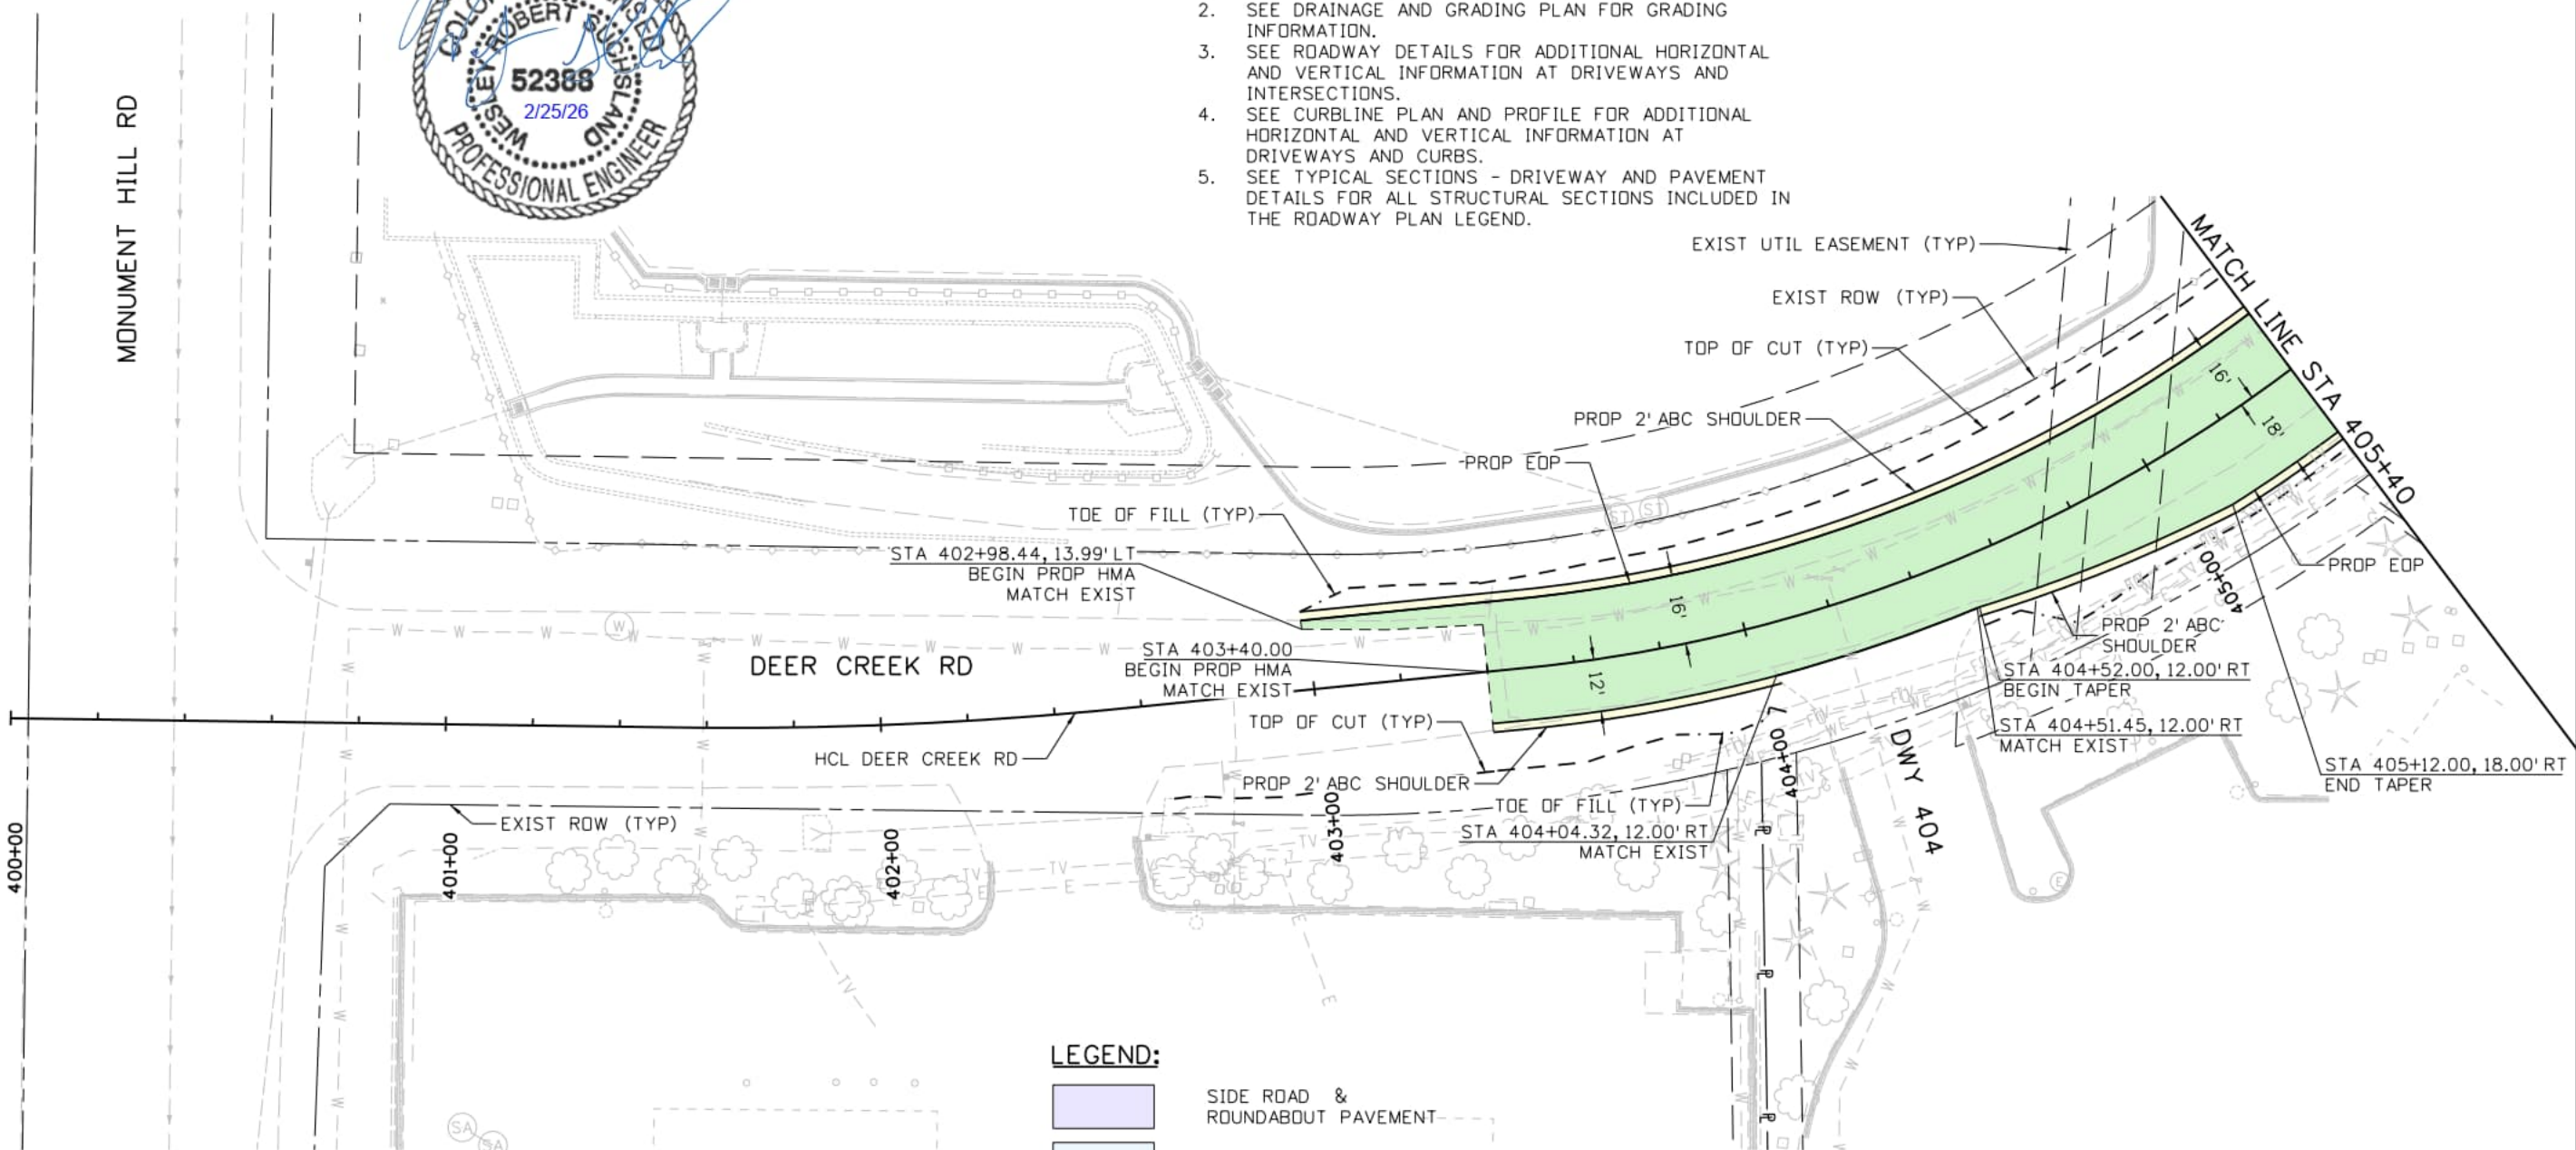 2. SEE DRAINAGE AND GRADING PLAN FOR GRADING
INFORMATION.
3. SEE ROADWAY DETAILS FOR ADDITIONAL HORIZONTAL
AND VERTICAL INFORMATION AT DRIVEWAYS AND
INTERSECTIONS.
4. SEE CURBLINE PLAN AND PROFILE FOR ADDITIONAL
HORIZONTAL AND VERTICAL INFORMATION AT
DRIVEWAYS AND CURBS.
5. SEE TYPICAL SECTIONS - DRIVEWAY AND PAVEMENT
DETAILS FOR ALL STRUCTURAL SECTIONS INCLUDED IN
THE ROADWAY PLAN LEGEND.
52388
2/25/26
PROFESSIONAL ENGINEER
MONUMENT HILL RD
EXIST UTIL EASEMENT (TYP)
EXIST ROW (TYP)
TOP OF CUT (TYP)
PROP 2' ABC SHOULDER
PROP EOP
TOE OF FILL (TYP)
MATCH LINE STA 405+40
16'
18'
STA 402+98.44, 13.99' LT
BEGIN PROP HMA
MATCH EXIST
STA 403+40.00
BEGIN PROP HMA
MATCH EXIST
16'
12'
DEER CREEK RD
HCL DEER CREEK RD
TOP OF CUT (TYP)
PROP 2' ABC SHOULDER
TOE OF FILL (TYP)
STA 404+04.32, 12.00' RT
MATCH EXIST
EXIST ROW (TYP)
400+00
401+00
402+00
403+00
404+00
405+00
DWY 404
PROP EOP
PROP 2' ABC
SHOULDER
STA 404+52.00, 12.00' RT
BEGIN TAPER
STA 404+51.45, 12.00' RT
MATCH EXIST
STA 405+12.00, 18.00' RT
END TAPER
LEGEND:
SIDE ROAD &
ROUNDABOUT PAVEMENT